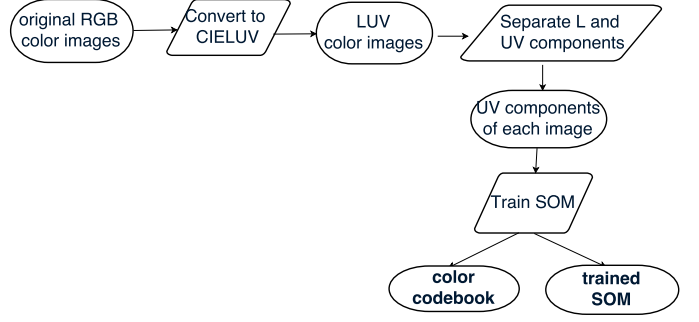 original RGB
color images
Convert to
CIELUV
LUV
color images
Separate L and
UV components
UV components
of each image
Train SOM
color
codebook
trained
SOM